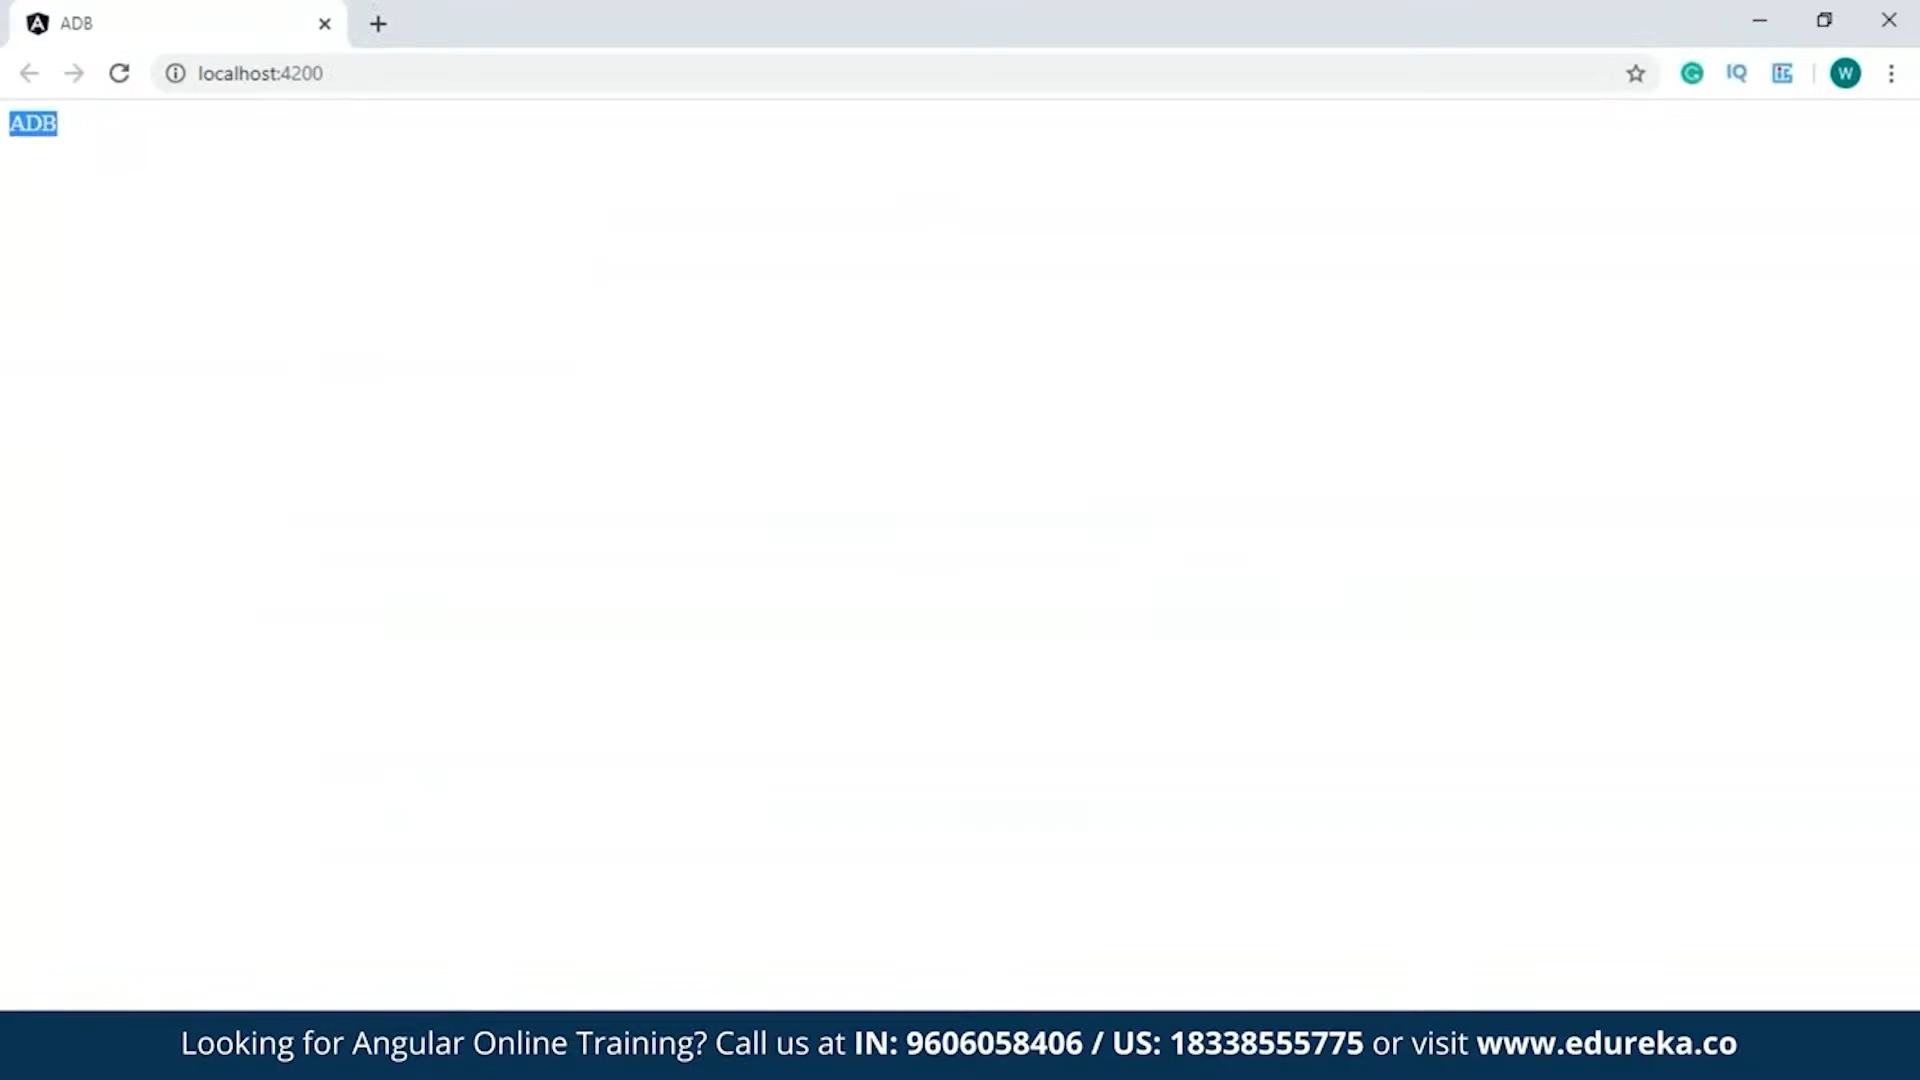 ADB
localhost:4200
IQ
W
ADB
Looking for Angular Online Training? Call us at IN: 9606058406 / US: 18338555775 or visit www.edureka.co